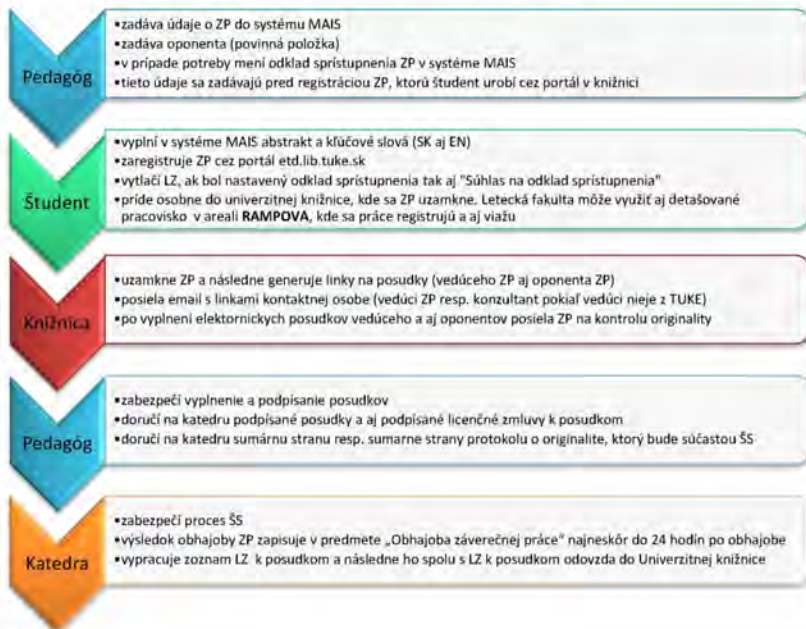 Pedagóg
▪zadáva údaje o ZP do systému MAIS
▪zadáva oponenta (povinná položka)
▪v prípade potreby mení odklad sprístupnenia ZP v systéme MAIS
▪tieto údaje sa zadávajú pred registráciou ZP, ktorú študent urobí cez portál v knižnici
Študent
▪vyplní v systéme MAIS abstrakt a kľúčové slová (SK aj EN)
▪zaregistruje ZP cez portál etd.lib.tuke.sk
▪vytlačí LZ, ak bol nastavený odklad sprístupnenia tak aj "Súhlas na odklad sprístupnenia"
▪príde osobne do univerzitnej knižnice, kde sa ZP uzamkne. Letecká fakulta môže využiť aj detašované
pracovisko v areali RAMPOVA, kde sa práce registrujú a aj viažu
Knižnica
▪uzamkne ZP a následne generuje linky na posudky (vedúceho ZP aj oponenta ZP)
▪posiela email s linkami kontaktnej osobe (vedúci ZP resp. konzultant pokiaľ vedúci nieje z TUKE)
▪po vyplnení elektornickych posudkov vedúceho a aj oponentov posiela ZP na kontrolu originality
Pedagóg
▪zabezpečí vyplnenie a podpísanie posudkov
▪doručí na katedru podpísané posudky a aj podpísané licenčné zmluvy k posudkom
▪doručí na katedru sumárnu stranu resp. sumarne strany protokolu o originalite, ktorý bude súčastou ŠS
Katedra
▪zabezpečí proces ŠS
▪výsledok obhajoby ZP zapisuje v predmete „Obhajoba záverečnej práce“ najneskôr do 24 hodín po obhajobe
▪vypracuje zoznam LZ k posudkom a následne ho spolu s LZ k posudkom odovzda do Univerzitnej knižnice